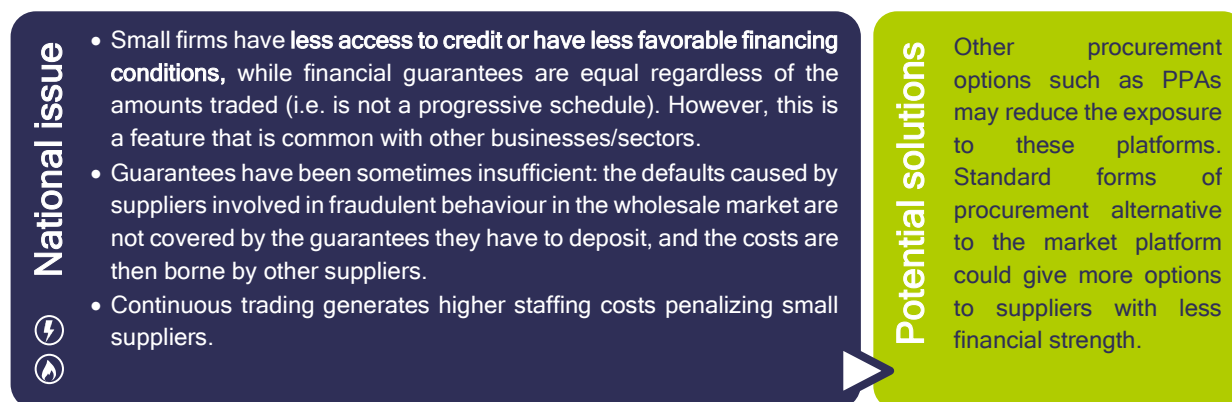 National issue
• Small firms have less access to credit or have less favorable financing
conditions, while financial guarantees are equal regardless of the
amounts traded (i.e. is not a progressive schedule). However, this is
a feature that is common with other businesses/sectors.
• Guarantees have been sometimes insufficient: the defaults caused by
suppliers involved in fraudulent behaviour in the wholesale market are
not covered by the guarantees they have to deposit, and the costs are
then borne by other suppliers.
• Continuous trading generates higher staffing costs penalizing small
suppliers.
Potential solutions
Other procurement
options such as PPAs
may reduce the exposure
to these platforms.
Standard forms of
procurement alternative
to the market platform
could give more options
to suppliers with less
financial strength.